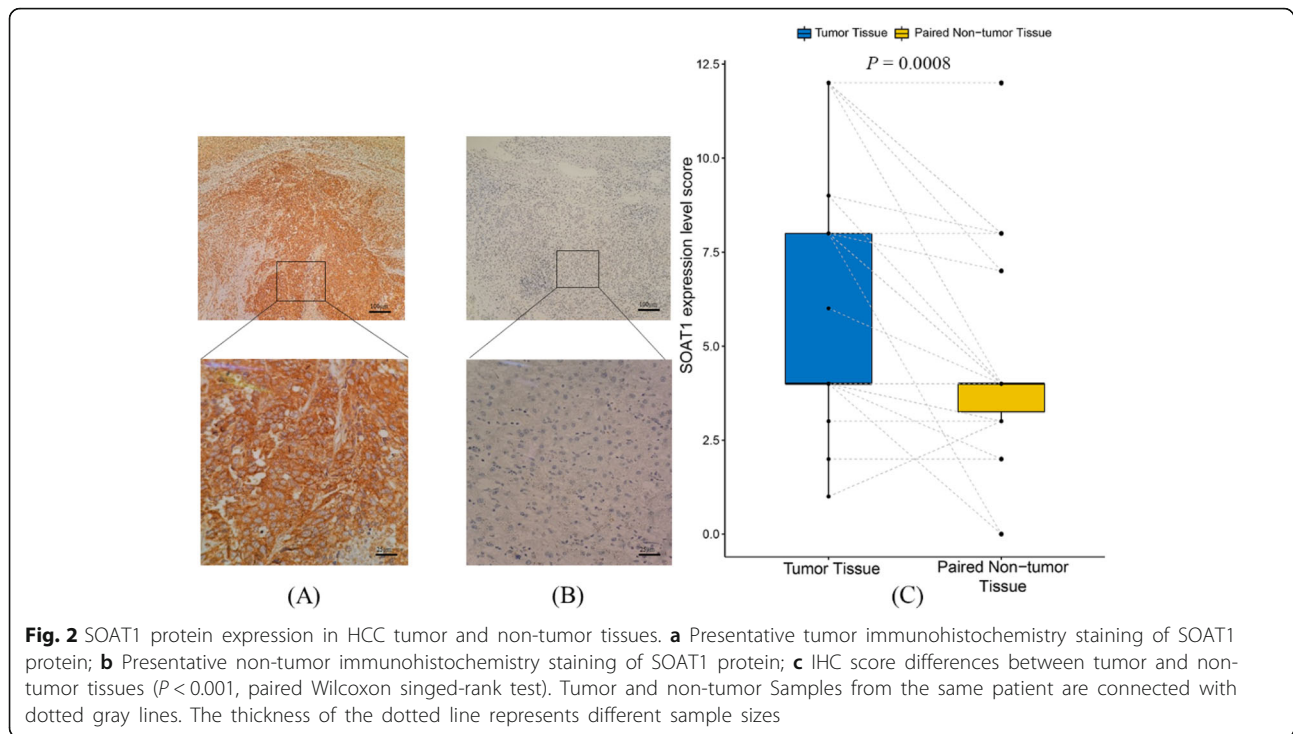 Tumor Tissue Paired Non-tumor Tissue
P = 0.0008
12.5
10.0
7.5
5.0
2.5
0.0
SOAT1 expression level score
100μm
100μm
Tumor Tissue
Paired Non-tumor
Tissue
(A)
(B)
(C)
Fig. 2 SOAT1 protein expression in HCC tumor and non-tumor tissues. a Presentative tumor immunohistochemistry staining of SOAT1
protein; b Presentative non-tumor immunohistochemistry staining of SOAT1 protein; c IHC score differences between tumor and non-
tumor tissues (P < 0.001, paired Wilcoxon singed-rank test). Tumor and non-tumor Samples from the same patient are connected with
dotted gray lines. The thickness of the dotted line represents different sample sizes